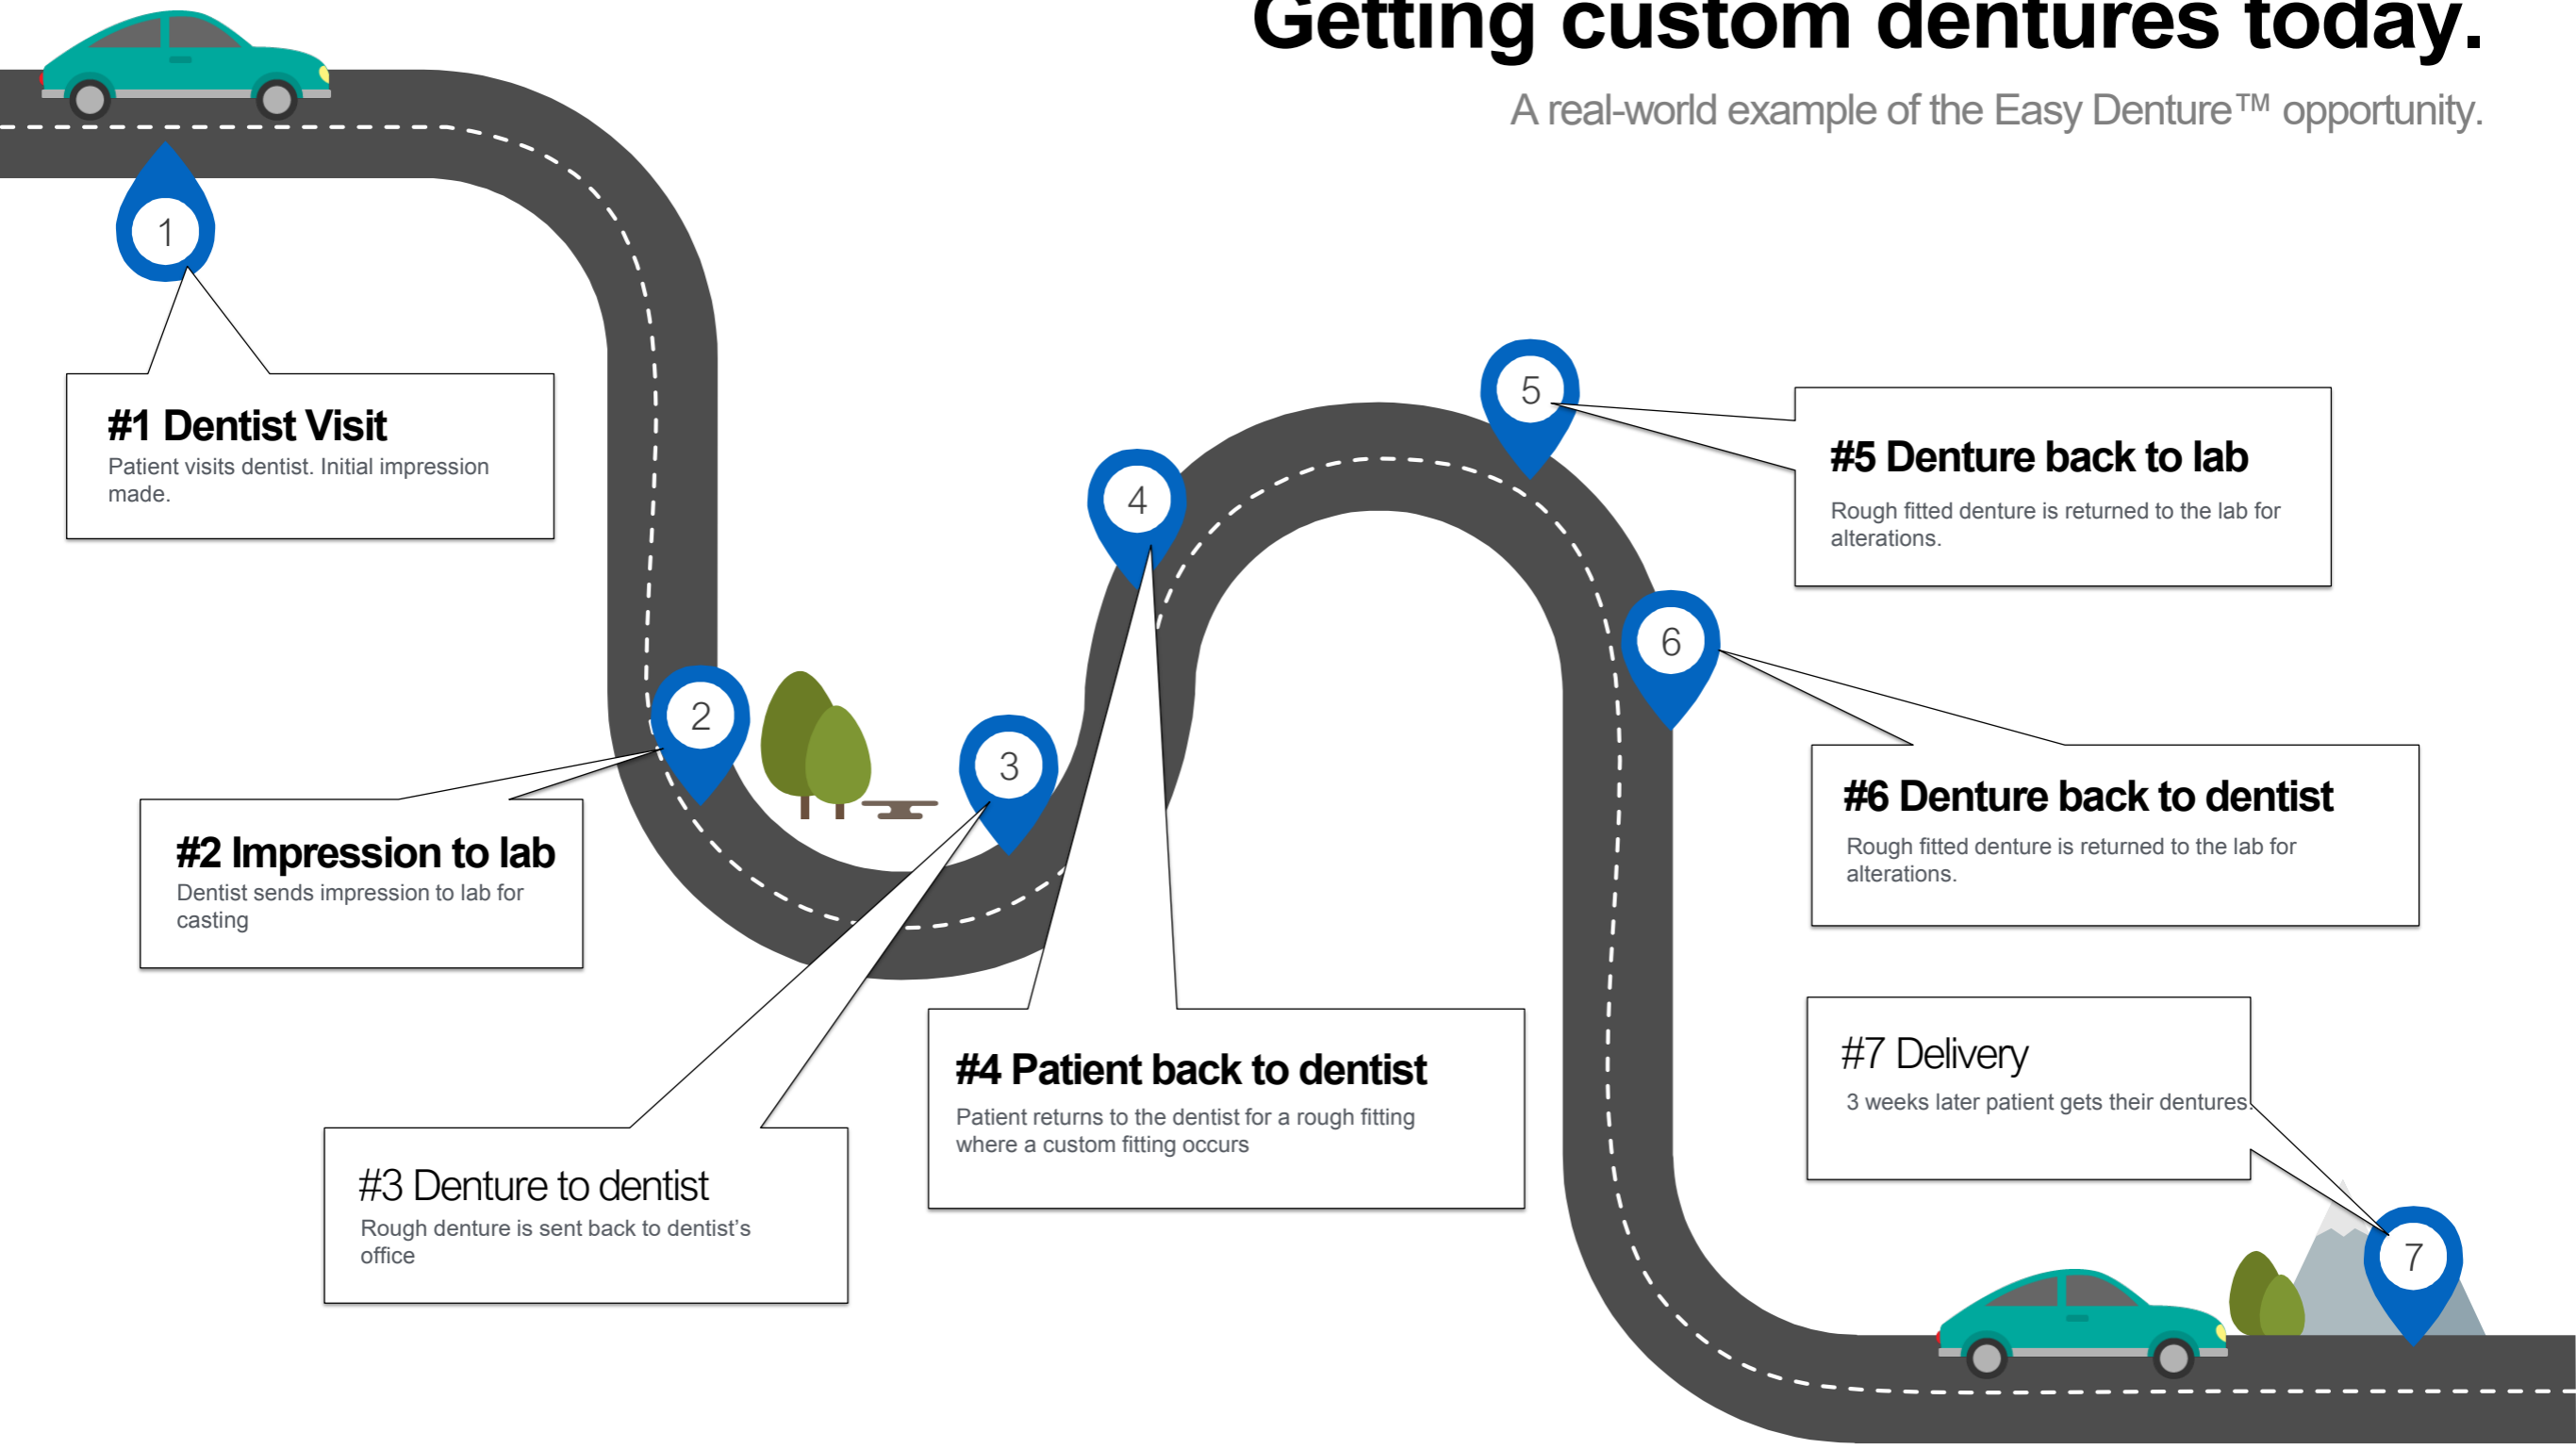 Getting custom dentures today.
A real-world example of the Easy Denture™ opportunity.
1
#1 Dentist Visit
Patient visits dentist. Initial impression
made.
2
#2 Impression to lab
Dentist sends impression to lab for
casting
3
#3 Denture to dentist
Rough denture is sent back to dentist’s
office
4
#4 Patient back to dentist
Patient returns to the dentist for a rough fitting
where a custom fitting occurs
5
#5 Denture back to lab
Rough fitted denture is returned to the lab for
alterations.
6
#6 Denture back to dentist
Rough fitted denture is returned to the lab for
alterations.
#7 Delivery
3 weeks later patient gets their dentures.
7